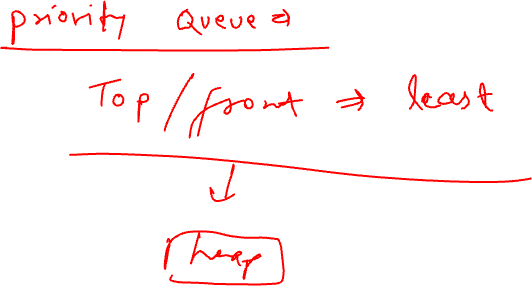 priority Queue ⇒
Top/front ⇒ least
↓
heap